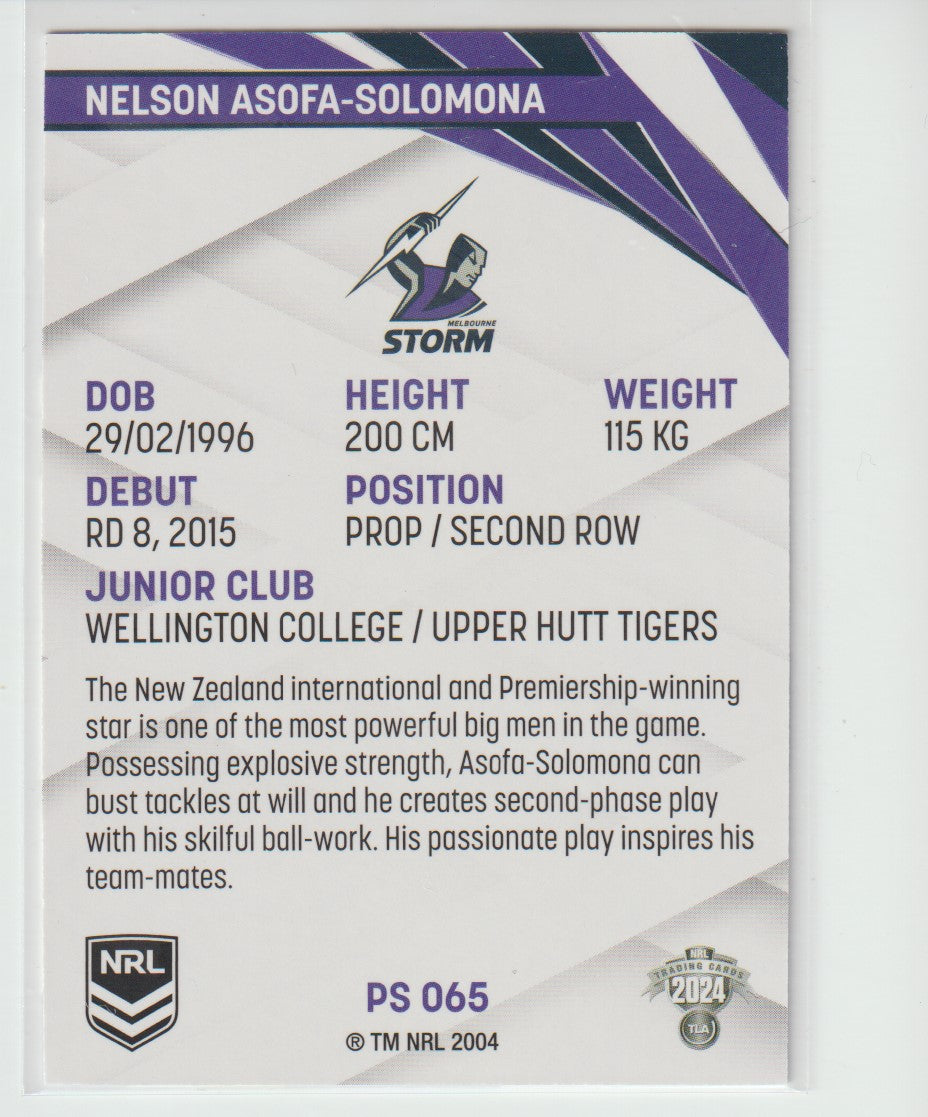 NELSON ASOFA-SOLOMONA
MELBOURNE
STORM
DOB HEIGHT WEIGHT
29/02/1996 200 CM 115 KG
DEBUT POSITION
RD 8, 2015 PROP / SECOND ROW
JUNIOR CLUB
WELLINGTON COLLEGE / UPPER HUTT TIGERS
The New Zealand international and Premiership-winning
star is one of the most powerful big men in the game.
Possessing explosive strength, Asofa-Solomona can
bust tackles at will and he creates second-phase play
with his skilful ball-work. His passionate play inspires his
team-mates.
NRL
PS 065
® TM NRL 2004
NRL
TRADING CARDS
2024
TLA